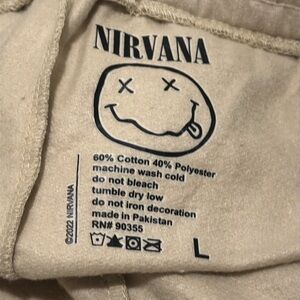 NIRVANA
60% Cotton 40% Polyester
machine wash cold
do not bleach
tumble dry low
do not iron decoration
made in Pakistan
RN# 90355
©2022 NIRVANA
L